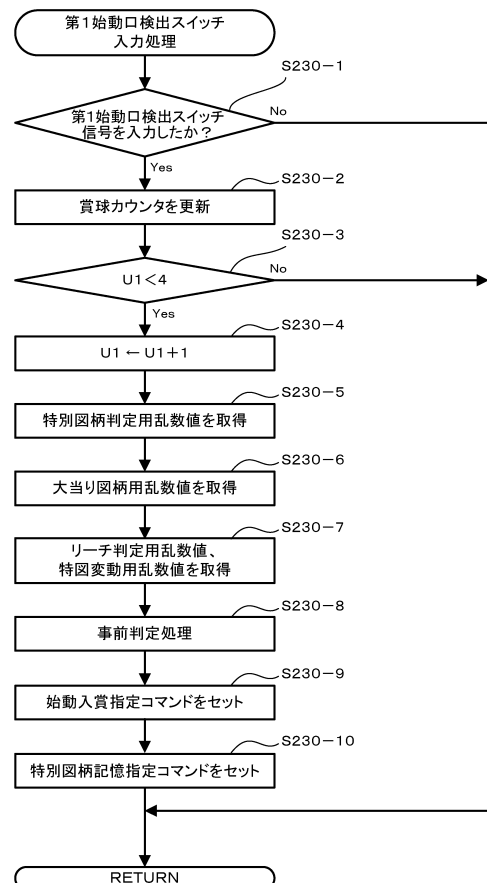 第1始動口検出スイッチ
入力処理
S230-1
第1始動口検出スイッチ
信号を入力したか？
No
Yes
S230-2
賞球カウンタを更新
S230-3
U1＜4
No
Yes
S230-4
U1 ← U1+1
S230-5
特別図柄判定用乱数値を取得
S230-6
大当り図柄用乱数値を取得
S230-7
リーチ判定用乱数値、
特図変動用乱数値を取得
S230-8
事前判定処理
S230-9
始動入賞指定コマンドをセット
S230-10
特別図柄記憶指定コマンドをセット
RETURN